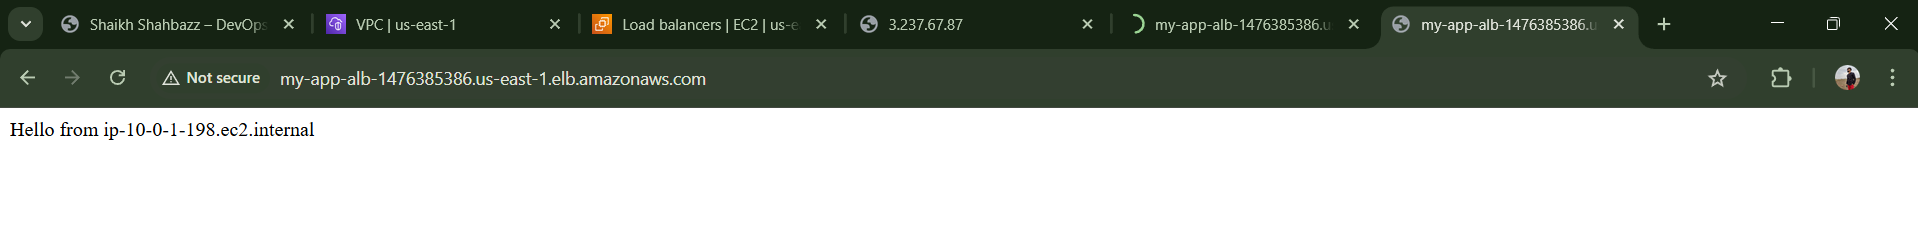 Shaikh Shahbazz – DevOps
VPC | us-east-1
Load balancers | EC2 | us-e
3.237.67.87
my-app-alb-1476385386.u
my-app-alb-1476385386.u
Not secure
my-app-alb-1476385386.us-east-1.elb.amazonaws.com
Hello from ip-10-0-1-198.ec2.internal